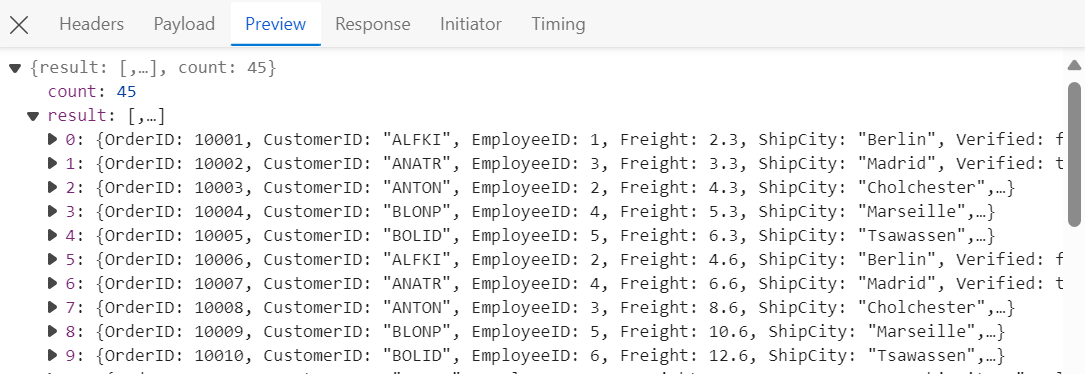 Headers Payload Preview Response Initiator Timing
{result: [,…], count: 45}
count: 45
result: [,…]
0: {OrderID: 10001, CustomerID: "ALFKI", EmployeeID: 1, Freight: 2.3, ShipCity: "Berlin", Verified: f
1: {OrderID: 10002, CustomerID: "ANATR", EmployeeID: 3, Freight: 3.3, ShipCity: "Madrid", Verified: t
2: {OrderID: 10003, CustomerID: "ANTON", EmployeeID: 2, Freight: 4.3, ShipCity: "Cholchester",…}
3: {OrderID: 10004, CustomerID: "BLONP", EmployeeID: 4, Freight: 5.3, ShipCity: "Marseille",…}
4: {OrderID: 10005, CustomerID: "BOLID", EmployeeID: 5, Freight: 6.3, ShipCity: "Tsawassen",…}
5: {OrderID: 10006, CustomerID: "ALFKI", EmployeeID: 2, Freight: 4.6, ShipCity: "Berlin", Verified: f
6: {OrderID: 10007, CustomerID: "ANATR", EmployeeID: 4, Freight: 6.6, ShipCity: "Madrid", Verified: t
7: {OrderID: 10008, CustomerID: "ANTON", EmployeeID: 3, Freight: 8.6, ShipCity: "Cholchester",…}
8: {OrderID: 10009, CustomerID: "BLONP", EmployeeID: 5, Freight: 10.6, ShipCity: "Marseille",…}
9: {OrderID: 10010, CustomerID: "BOLID", EmployeeID: 6, Freight: 12.6, ShipCity: "Tsawassen",…}